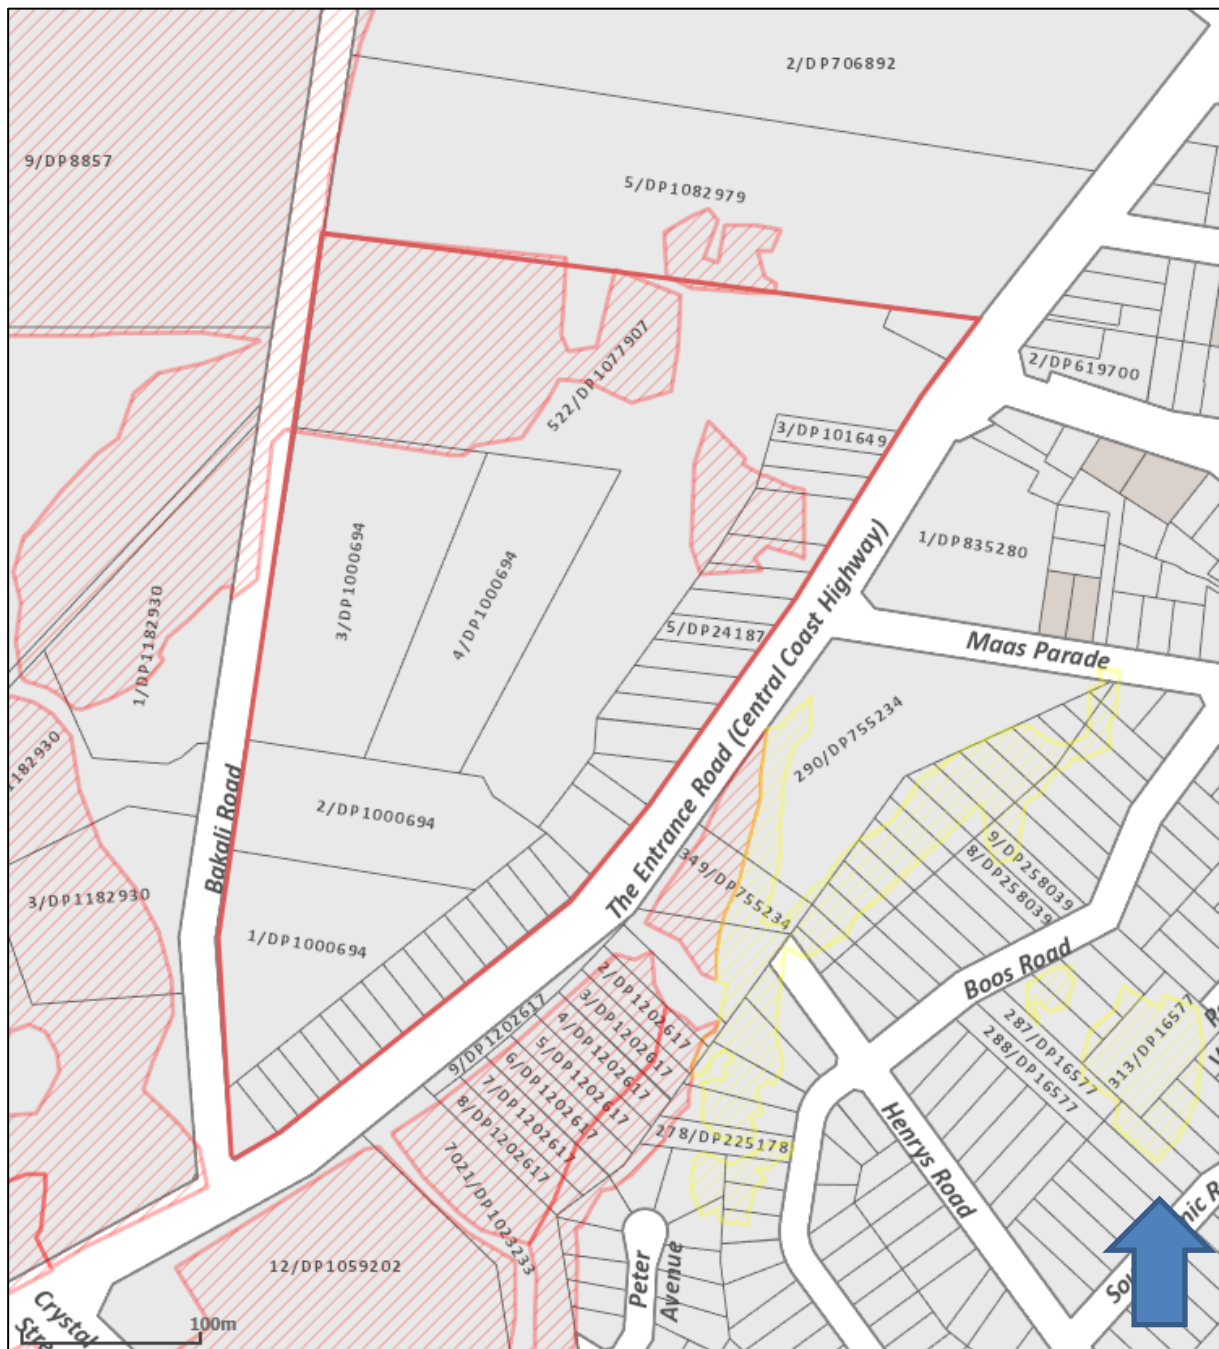 2/DP706892
9/DP8857
5/DP1082979
2/DP619700
522/DP1077907
3/DP101649
1/DP835280
3/DP1000694
4/DP1000694
1/DP1182930
5/DP24187
Maas Parade
The Entrance Road (Central Coast Highway)
290/DP755234
1182930
Bakali Road
2/DP1000694
349/DP755234
9/DP258039
8/DP258039
3/DP1182930
1/DP1000694
Boos Road
2/DP1202617
3/DP1202617
4/DP1202617
5/DP1202617
6/DP1202617
7/DP1202617
8/DP1202617
9/DP1202617
287/DP16577
288/DP16577
313/DP16577
278/DP225178
Henrys Road
7021/DP1023233
12/DP1059202
Peter
Avenue
Crystal
100m